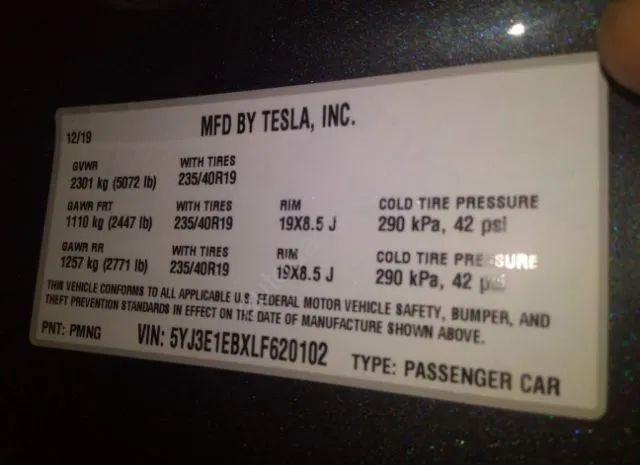 MFD BY TESLA, INC.
12/19
GVWR WITH TIRES
2301 kg (5072 lb) 235/40R19
GAWR FRT WITH TIRES RIM COLD TIRE PRESSURE
1110 kg (2447 lb) 235/40R19 19X8.5 J 290 kPa, 42 psi
GAWR RR WITH TIRES RIM COLD TIRE PRESSURE
1257 kg (2771 lb) 235/40R19 19X8.5 J 290 kPa, 42 psi
THIS VEHICLE CONFORMS TO ALL APPLICABLE U.S. FEDERAL MOTOR VEHICLE SAFETY, BUMPER, AND
THEFT PREVENTION STANDARDS IN EFFECT ON THE DATE OF MANUFACTURE SHOWN ABOVE.
PNT: PMNG VIN: 5YJ3E1EBXLF620102 TYPE: PASSENGER CAR